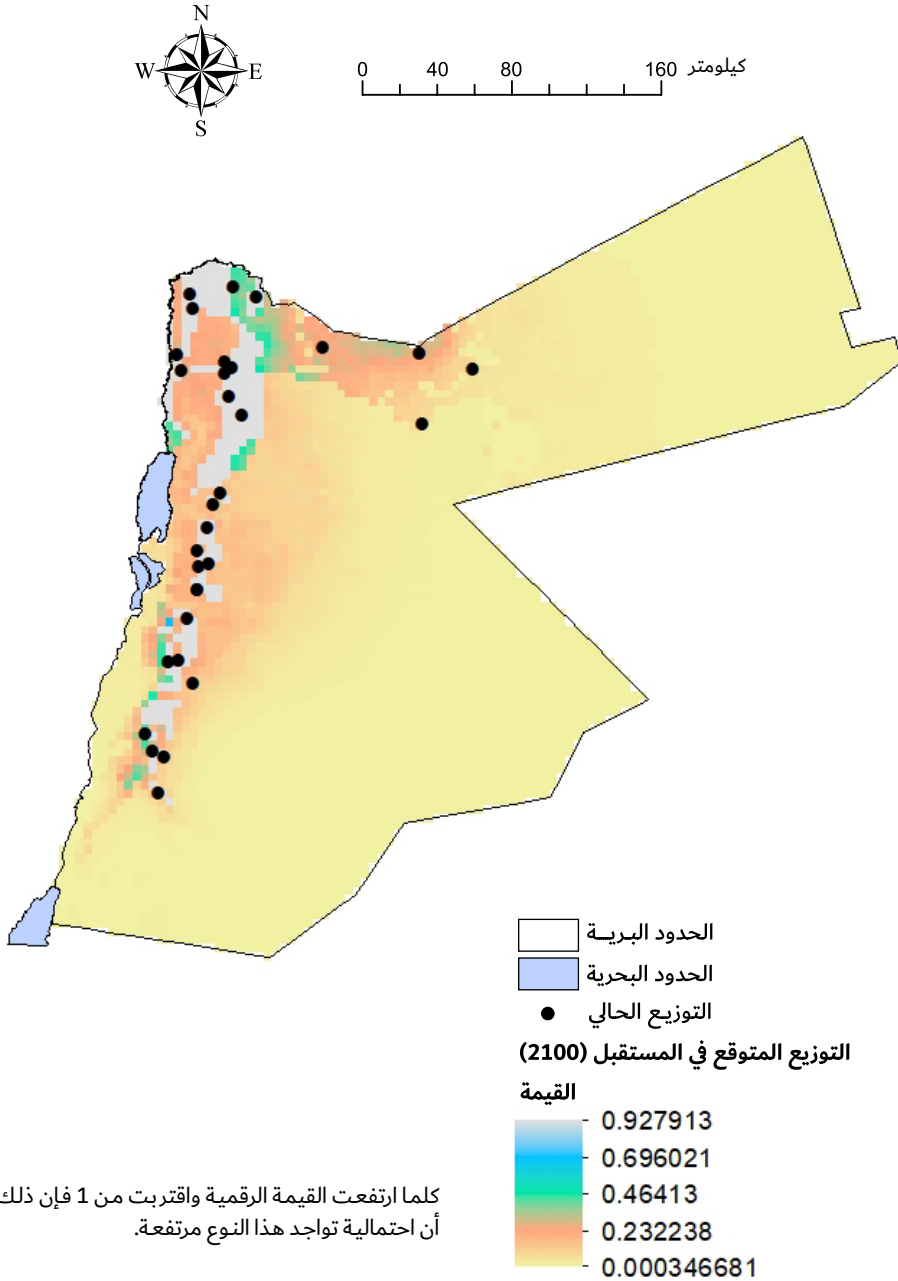 N
W E
S
0 40 80 160 كيلومتر
الحدود البريــة
الحدود البحرية
التوزيع الحالي
التوزيع المتوقع في المستقبل (2100)
القيمة
0.927913
0.696021
0.46413
0.232238
0.000346681
كلما ارتفعت القيمة الرقمية واقتربت من 1 فإن ذلك
أن احتمالية تواجد هذا النوع مرتفعة.